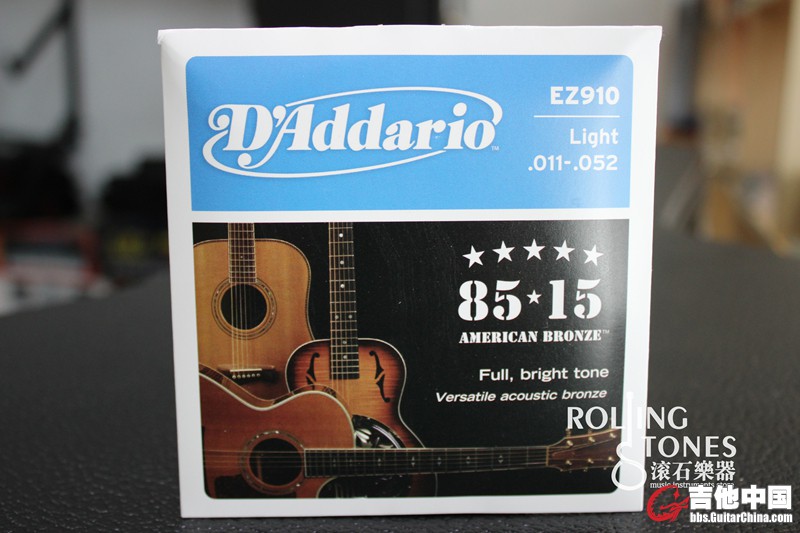 D'Addario™
EZ910
Light
.011-.052
85★15
AMERICAN BRONZE™
Full, bright tone
Versatile acoustic bronze
ROLLING
STONES
滚石樂器
music instruments store
吉他中国
bbs.GuitarChina.com